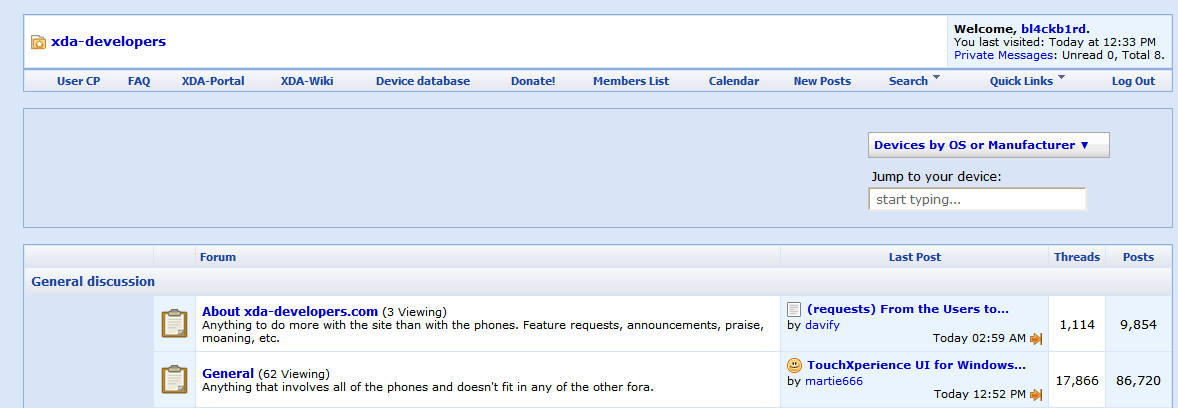 xda-developers
Welcome, bl4ckb1rd.
You last visited: Today at 12:33 PM
Private Messages: Unread 0, Total 8.
User CP FAQ XDA-Portal XDA-Wiki Device database Donate! Members List Calendar New Posts Search Quick Links Log Out
Devices by OS or Manufacturer ▼
Jump to your device:
start typing...
Forum Last Post Threads Posts
General discussion
About xda-developers.com (3 Viewing)
Anything to do more with the site than with the phones. Feature requests, announcements, praise,
moaning, etc.
(requests) From the Users to...
by davify
Today 02:59 AM
1,114 9,854
General (62 Viewing)
Anything that involves all of the phones and doesn't fit in any of the other fora.
TouchXperience UI for Windows...
by martie666
Today 12:52 PM
17,866 86,720